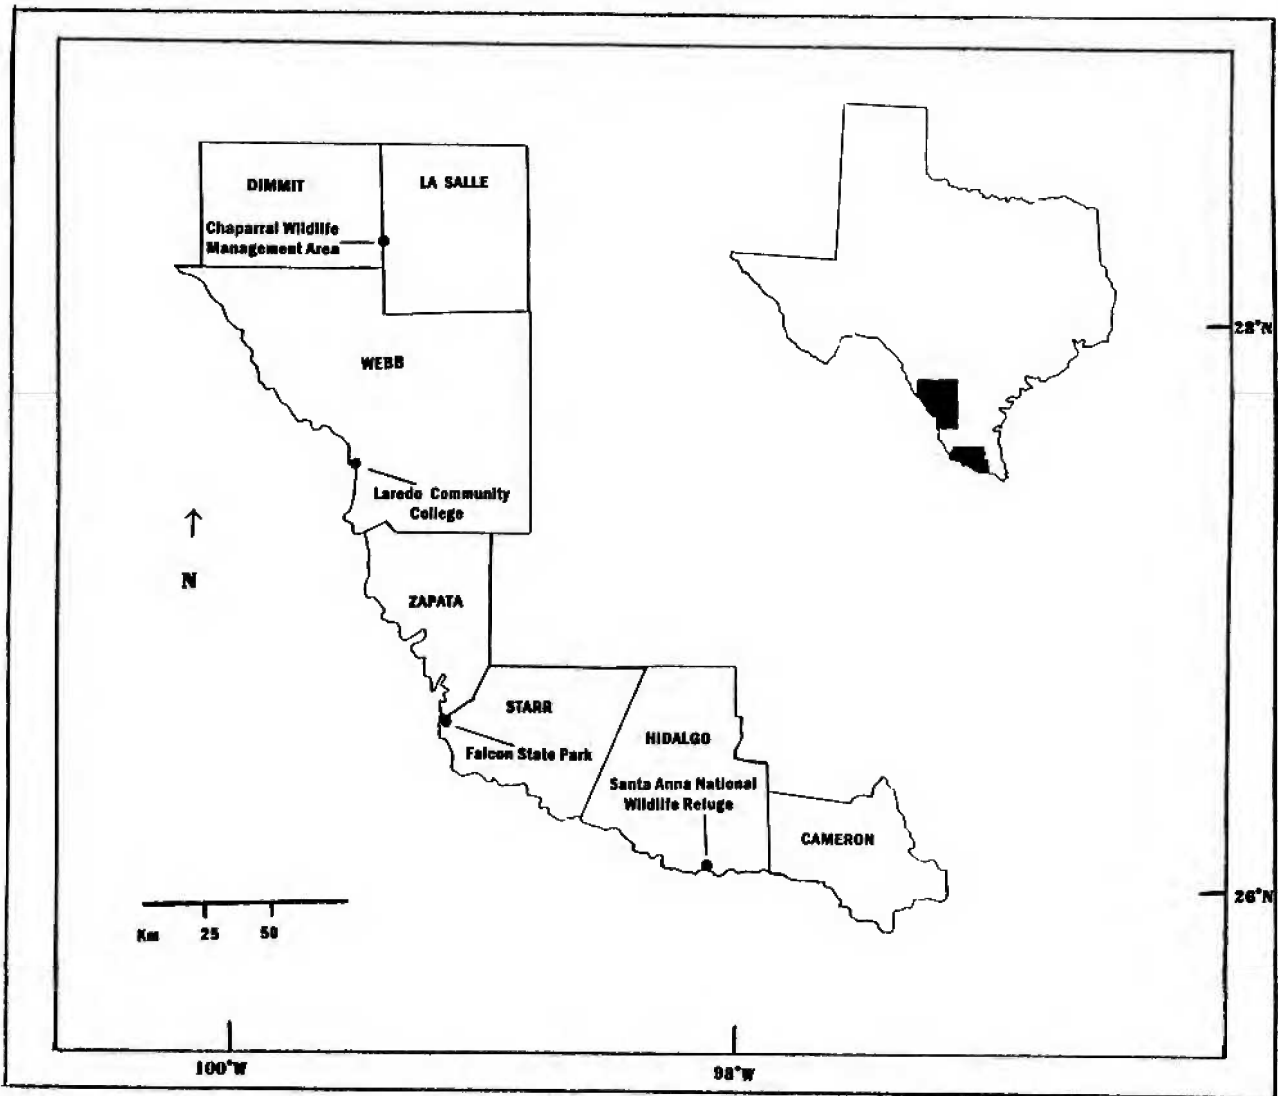 DIMMIT
LA SALLE
Chaparral Wildlife
Management Area
28°N
WEBB
Laredo Community
College
N
ZAPATA
STARR
HIDALGO
Falcon State Park
Santa Anna National
Wildlife Refuge
CAMERON
26°N
Km 25 50
100°W
98°W